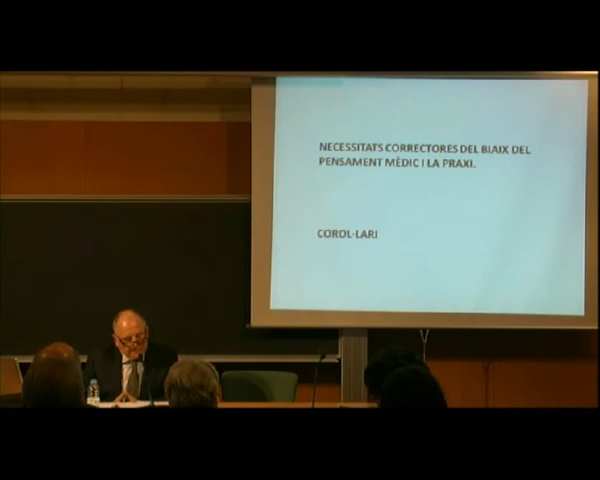 NECESSITATS CORRECTORES DEL BIAIX DEL
PENSAMENT MÈDIC I LA PRAXI.
COROL·LARI